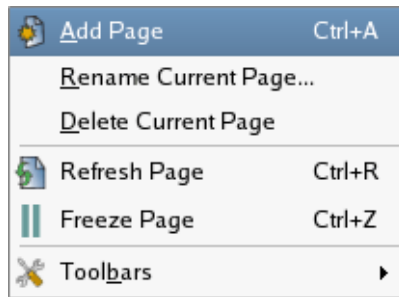 Add Page Ctrl+A
Rename Current Page...
Delete Current Page
Refresh Page Ctrl+R
Freeze Page Ctrl+Z
Toolbars